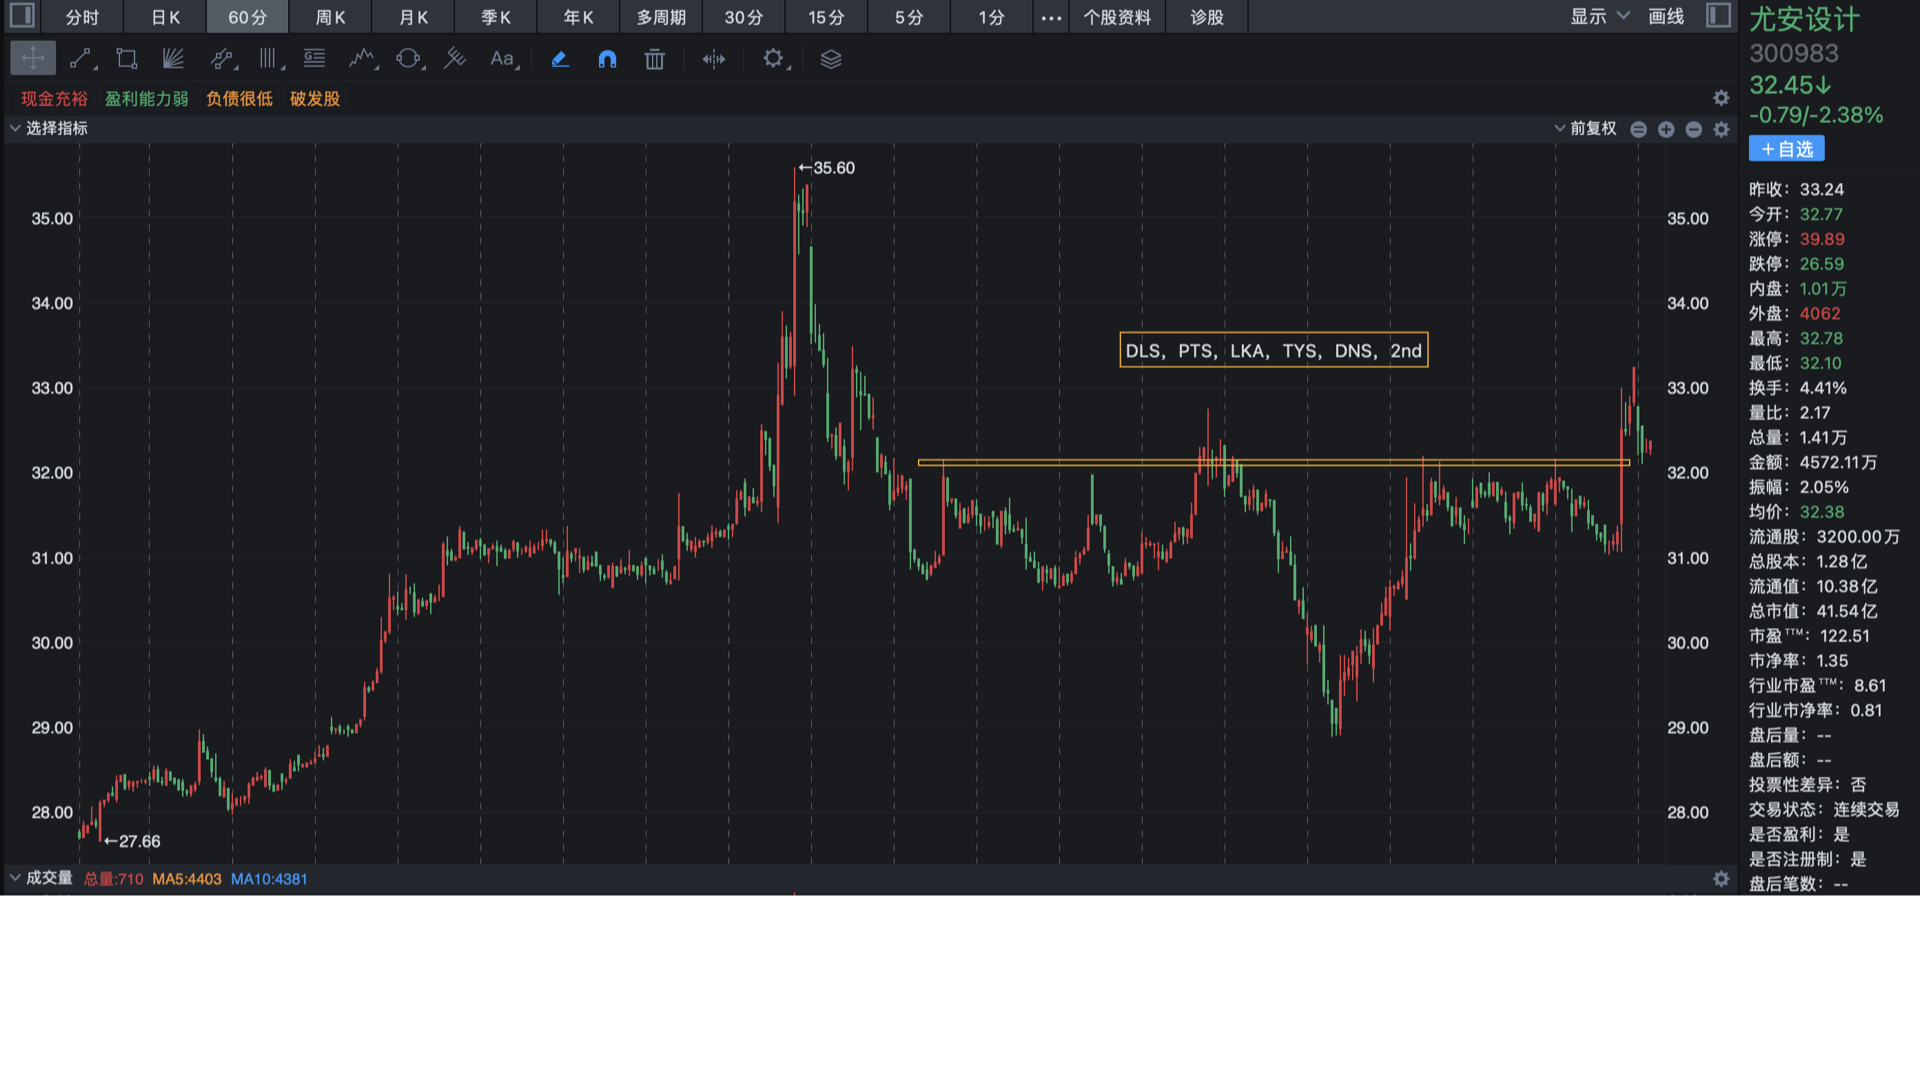 分时 日K 60分 周K 月K 季K 年K 多周期 30分 15分 5分 1分 ••• 个股资料 诊股 显示 画线
Aa
现金充裕 盈利能力弱 负债很低 破发股
选择指标 前复权
35.60
35.00 35.00
34.00 34.00
DLS, PTS, LKA, TYS, DNS, 2nd
33.00 33.00
32.00 32.00
31.00 31.00
30.00 30.00
29.00 29.00
28.00 28.00
27.66
成交量 总量:710 MA5:4403 MA10:4381
尤安设计
300983
32.45↓
-0.79/-2.38%
+自选
昨收: 33.24
今开: 32.77
涨停: 39.89
跌停: 26.59
内盘: 1.01万
外盘: 4062
最高: 32.78
最低: 32.10
换手: 4.41%
量比: 2.17
总量: 1.41万
金额: 4572.11万
振幅: 2.05%
均价: 32.38
流通股: 3200.00万
总股本: 1.28亿
流通值: 10.38亿
总市值: 41.54亿
市盈TTM: 122.51
市净率: 1.35
行业市盈TTM: 8.61
行业市净率: 0.81
盘后量: --
盘后额: --
投票性差异: 否
交易状态: 连续交易
是否盈利: 是
是否注册制: 是
盘后笔数: --